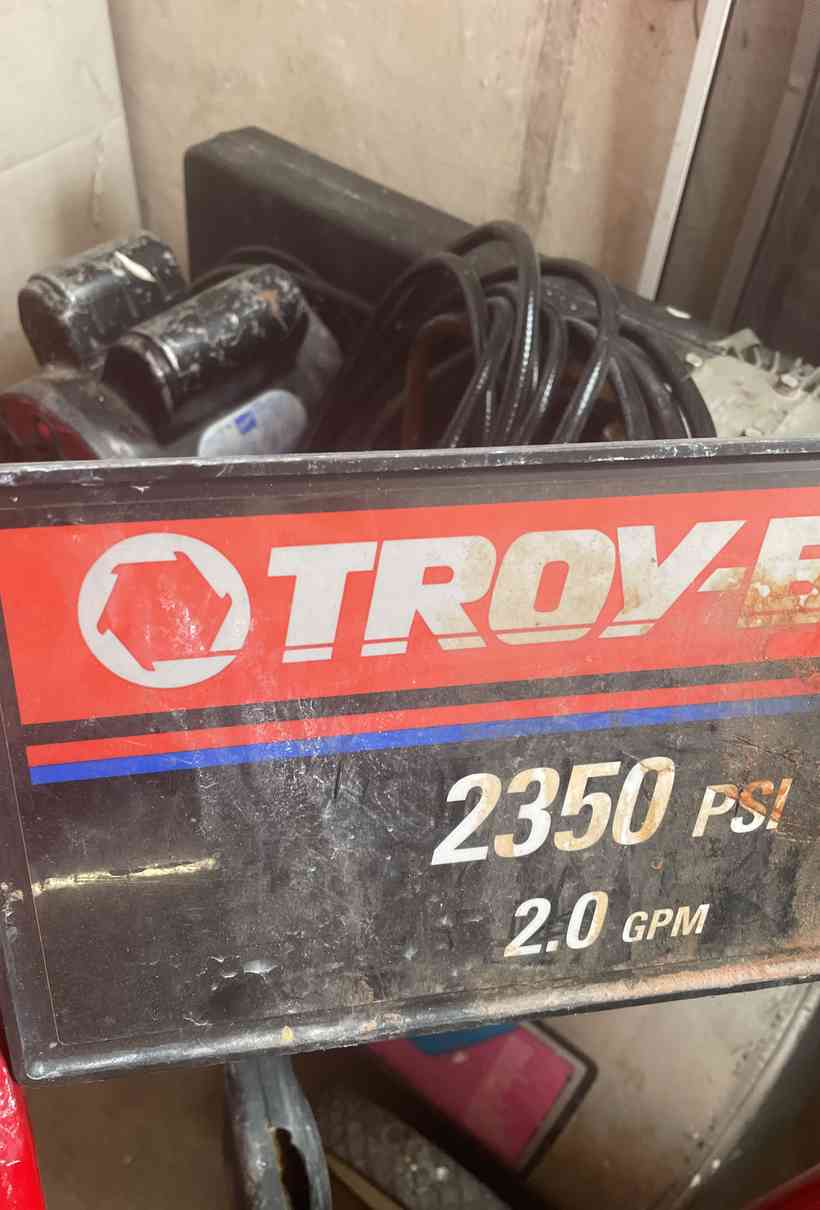 TROY-B
2350 PSI
2.0 GPM